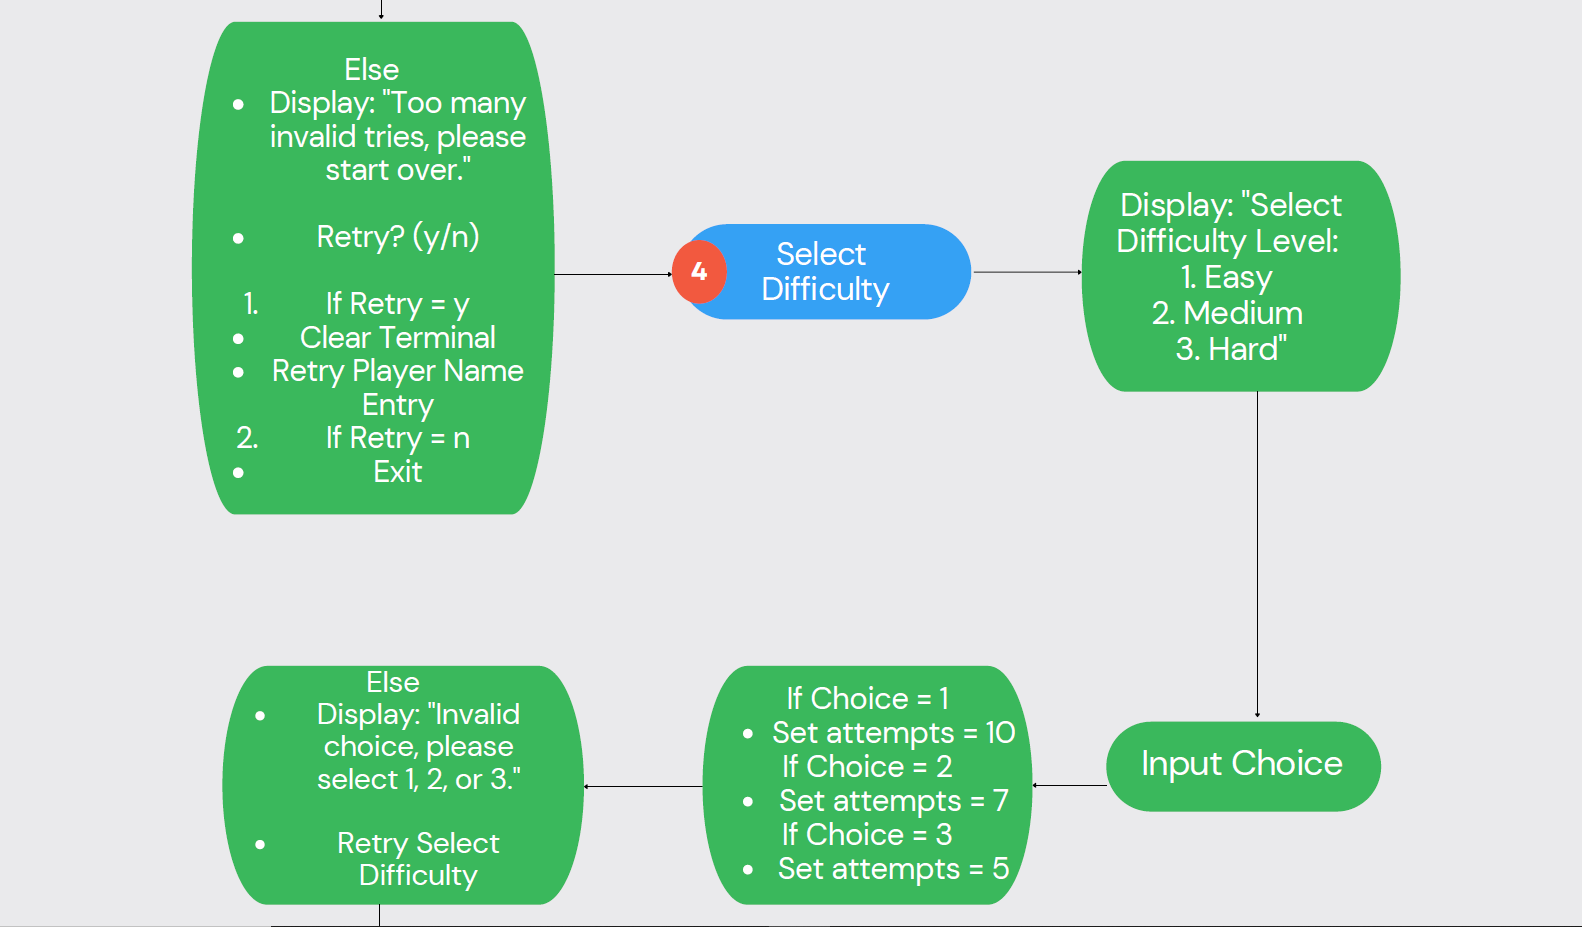 Else
• Display: "Too many
invalid tries, please
start over."
• Retry? (y/n)
1. If Retry = y
• Clear Terminal
• Retry Player Name
Entry
2. If Retry = n
• Exit
4
Select
Difficulty
Display: "Select
Difficulty Level:
1. Easy
2. Medium
3. Hard"
Input Choice
If Choice = 1
• Set attempts = 10
If Choice = 2
• Set attempts = 7
If Choice = 3
• Set attempts = 5
Else
• Display: "Invalid
choice, please
select 1, 2, or 3."
• Retry Select
Difficulty